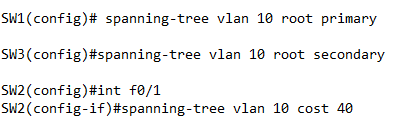 SW1(config)# spanning-tree vlan 10 root primary
SW3(config)#spanning-tree vlan 10 root secondary
SW2(config)#int f0/1
SW2(config-if)#spanning-tree vlan 10 cost 40